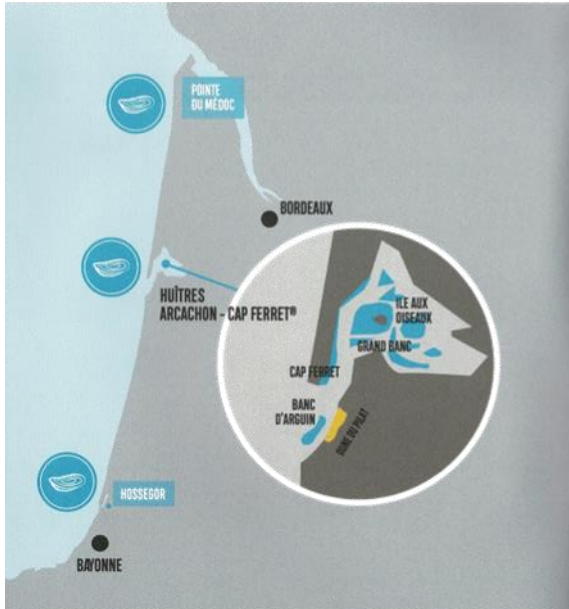 POINTE
DU MÉDOC
BORDEAUX
HUÎTRES
ARCACHON - CAP FERRET®
ILE AUX
OISEAUX
GRAND BANC
CAP FERRET
BANC
D'ARGUIN
DUNE DU PILAT
HOSSEGOR
BAYONNE